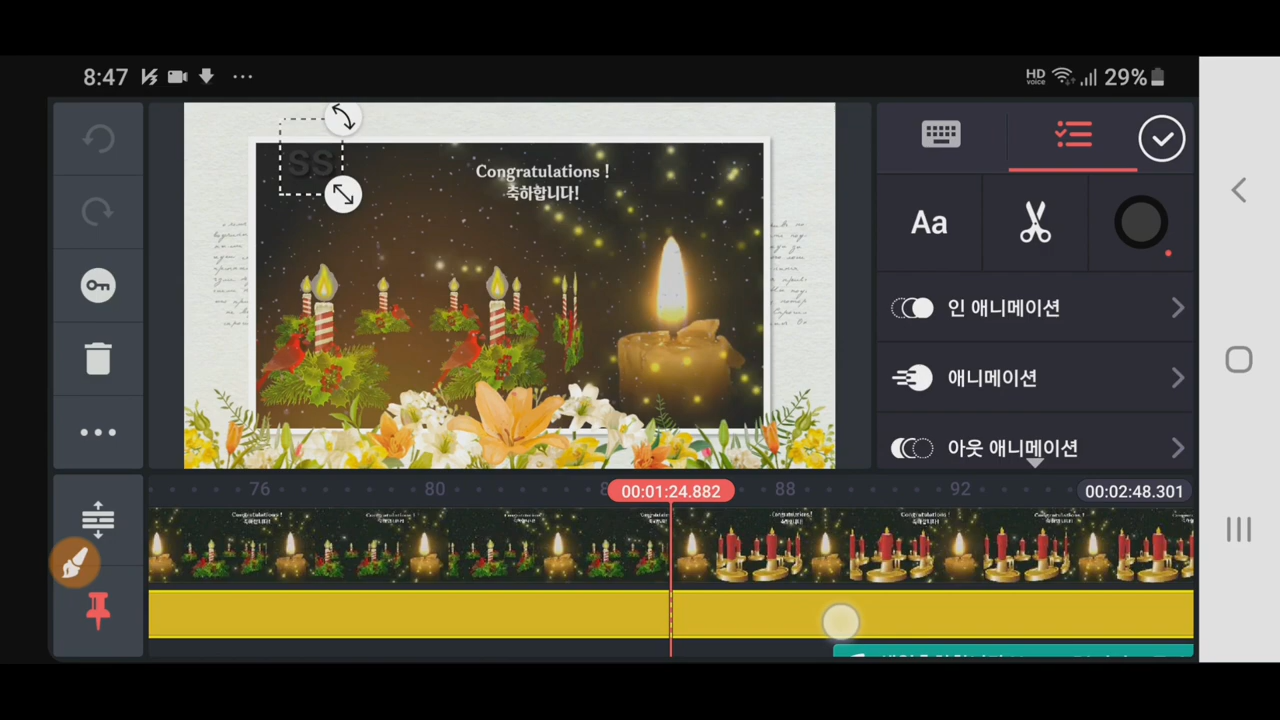 8:47
HD voice 29%
SS
Congratulations !
축하합니다!
Aa
인 애니메이션
애니메이션
아웃 애니메이션
76 80 88 92
00:01:24.882
00:02:48.301